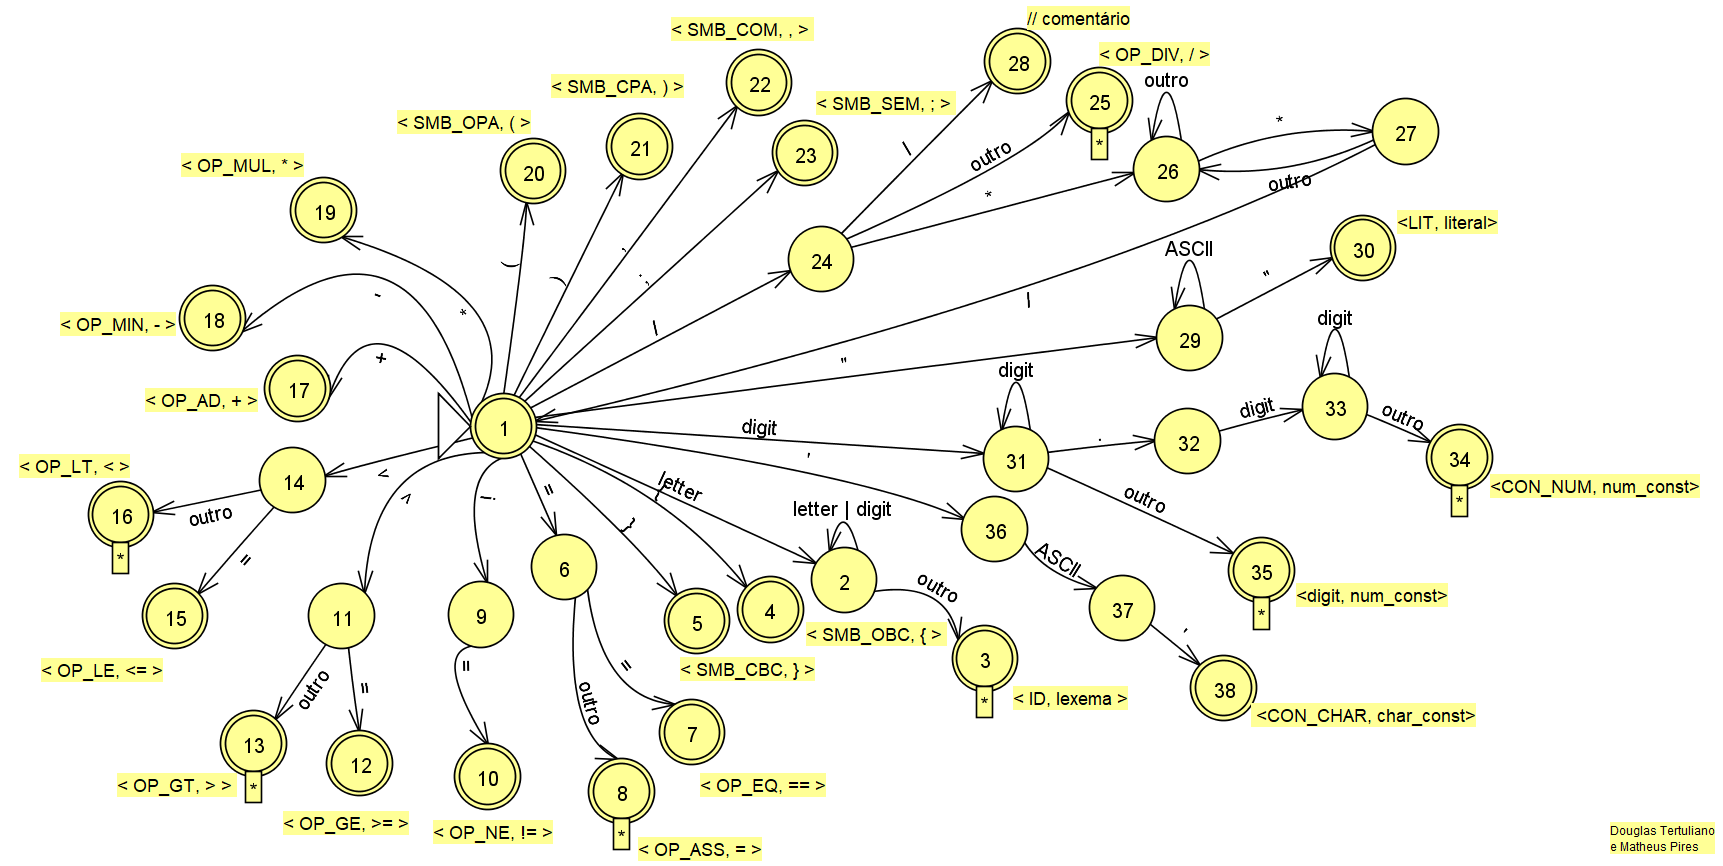 // comentário
< SMB_COM, , >
28
< OP_DIV, / >
22
outro
< SMB_CPA, ) >
25
*
< SMB_SEM, ; >
/
*
27
< SMB_OPA, ( >
21
23
outro
26
outro
< OP_MUL, * >
20
*
19
,
<LIT, literal>
(
)
;
24
ASCII
"
30
-
/
/
< OP_MIN, - >
18
*
29
+
"
digit
17
digit
< OP_AD, + >
1
digit
digit
33
outro
.
32
< OP_LT, < >
14
<
>
'
31
34
*
<CON_NUM, num_const>
16
*
outro
!
=
letter
{
}
outro
letter | digit
36
=
ASCII
6
2
outro
35
*
<digit, num_const>
15
11
9
5
4
37
< SMB_OBC, { >
'
< OP_LE, <= >
outro
=
=
outro
=
< SMB_CBC, } >
3
*
< ID, lexema >
38
<CON_CHAR, char_const>
13
*
12
10
7
< OP_GT, > >
8
*
< OP_EQ, == >
< OP_GE, >= >
< OP_NE, != >
< OP_ASS, = >
Douglas Tertuliano
e Matheus Pires